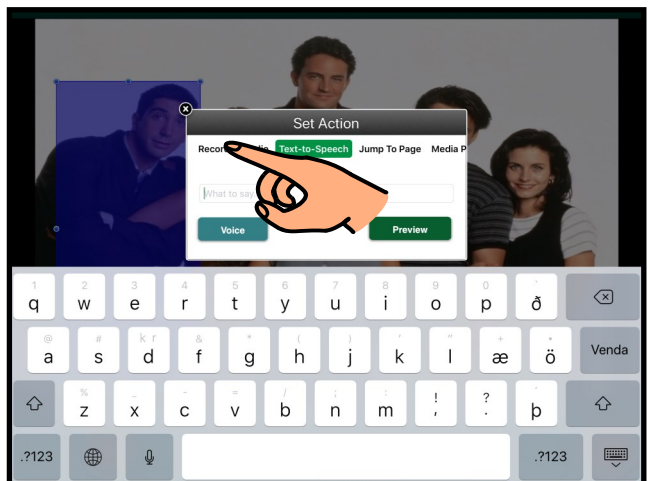 Set Action
Text-to-Speech Jump To Page Media P
What to say
Voice Preview
1 2 3 4 5 6 7 8 9 0
q w e r t y u i o p ð
@ # & * ( ) ' " +
a s d f g h j k l æ ö Venda
% - = / ; :
z x c v b n m ! , ? . þ
.?123 .?123